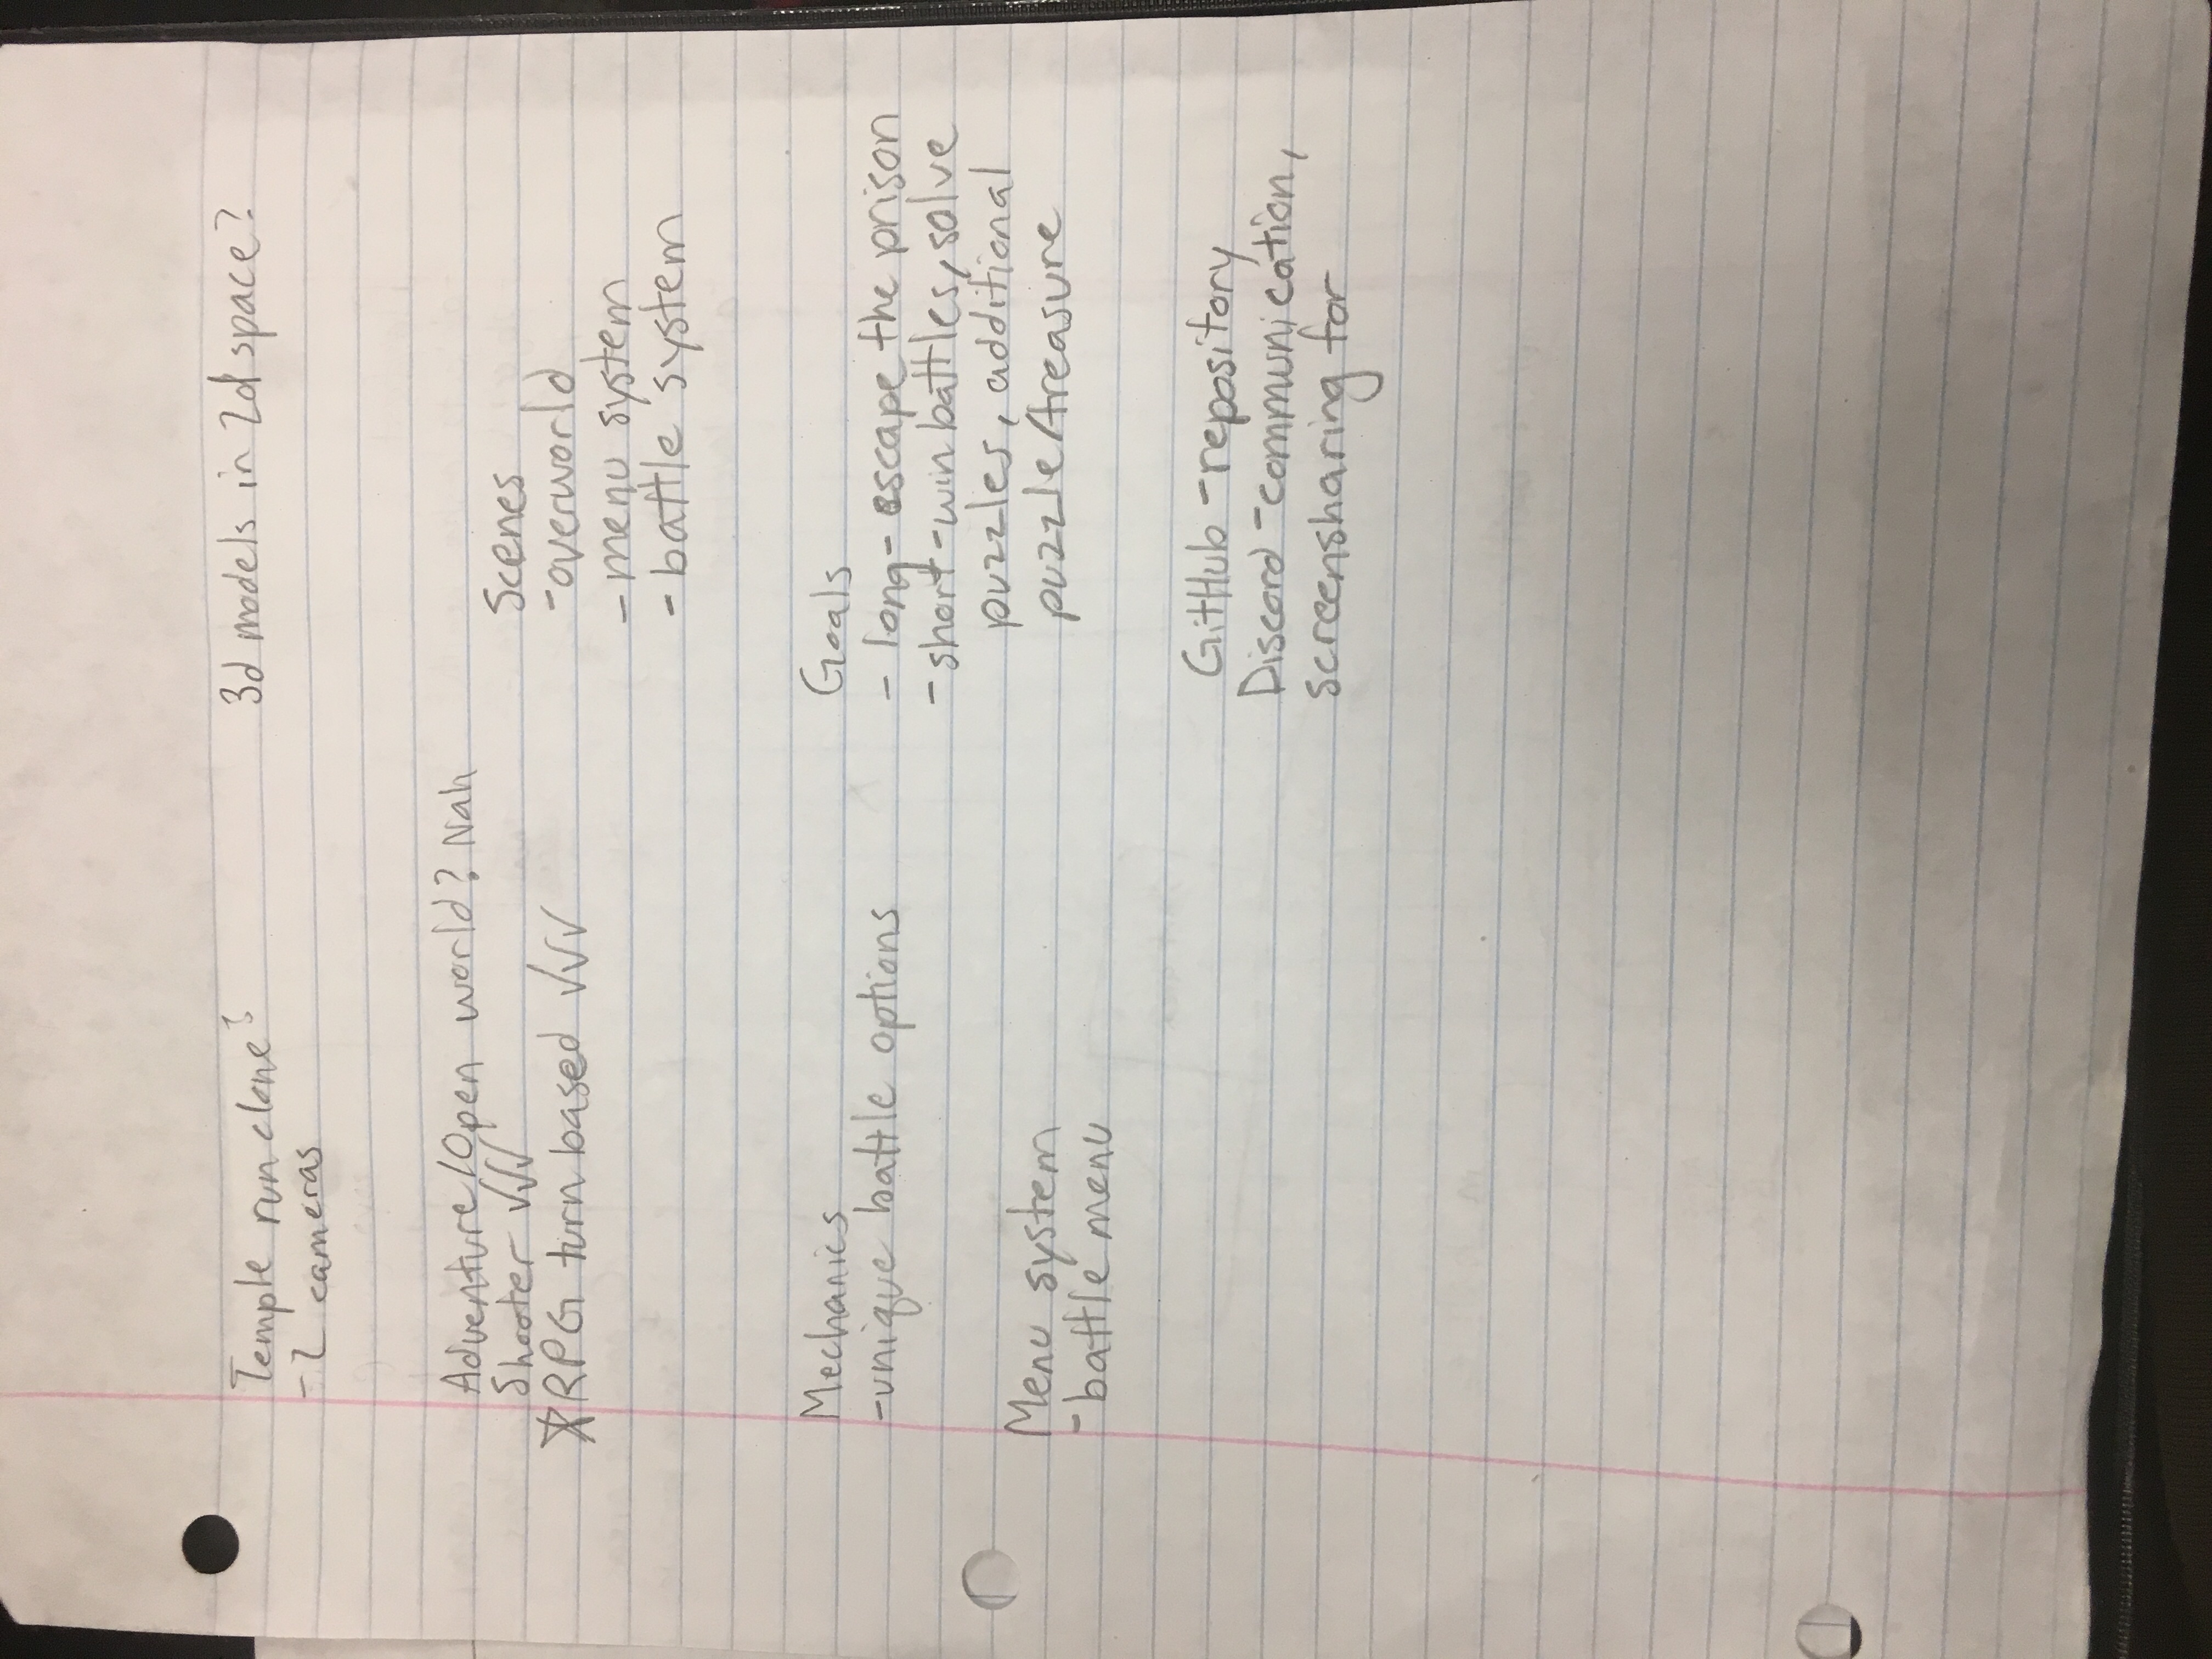 Temple run clone?
- 2 cameras
3d models in 2d space?
Adventure/Open world? Nah
Shooter ✓✓✓
☆RPG turn based ✓✓✓
Scenes
- overworld
- menu system
- battle system
Mechanics
- unique battle options
Menu system
- battle menu
Goals
- long - escape the prison
- short - win battles, solve
puzzles, additional
puzzle/treasure
GitHub - repository
Discord - communication,
screensharing for